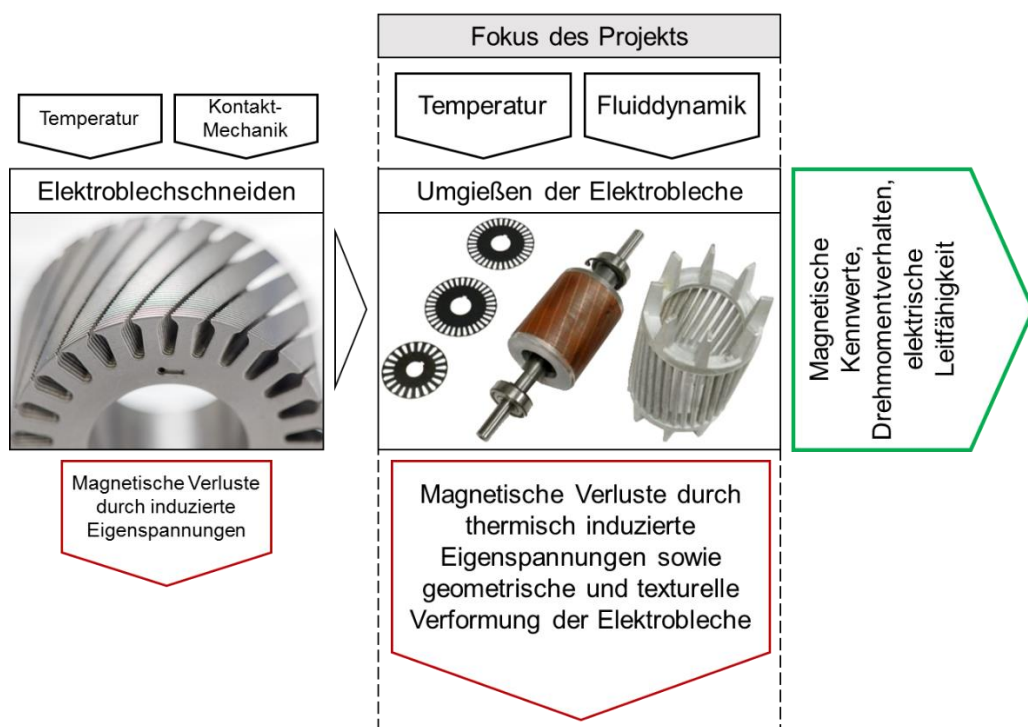 Fokus des Projekts
Temperatur
Kontakt-
Mechanik
Temperatur
Fluiddynamik
Elektroblechschneiden
Umgießen der Elektrobleche
Magnetische
Kennwerte,
Drehmomentverhalten,
elektrische
Leitfähigkeit
Magnetische Verluste
durch induzierte
Eigenspannungen
Magnetische Verluste durch
thermisch induzierte
Eigenspannungen sowie
geometrische und texturelle
Verformung der Elektrobleche